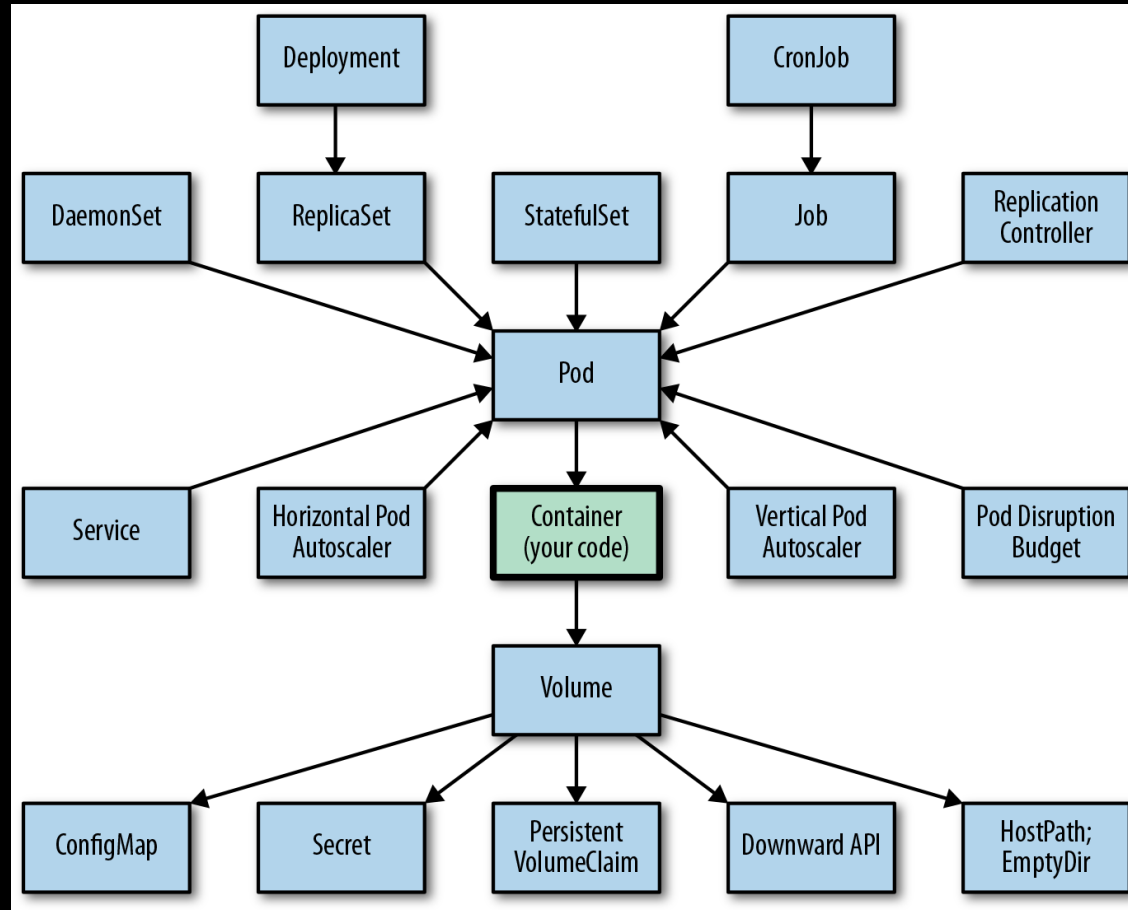 Deployment
CronJob
DaemonSet
ReplicaSet
StatefulSet
Job
Replication
Controller
Pod
Service
Horizontal Pod
Autoscaler
Container
(your code)
Vertical Pod
Autoscaler
Pod Disruption
Budget
Volume
ConfigMap
Secret
Persistent
VolumeClaim
Downward API
HostPath;
EmptyDir